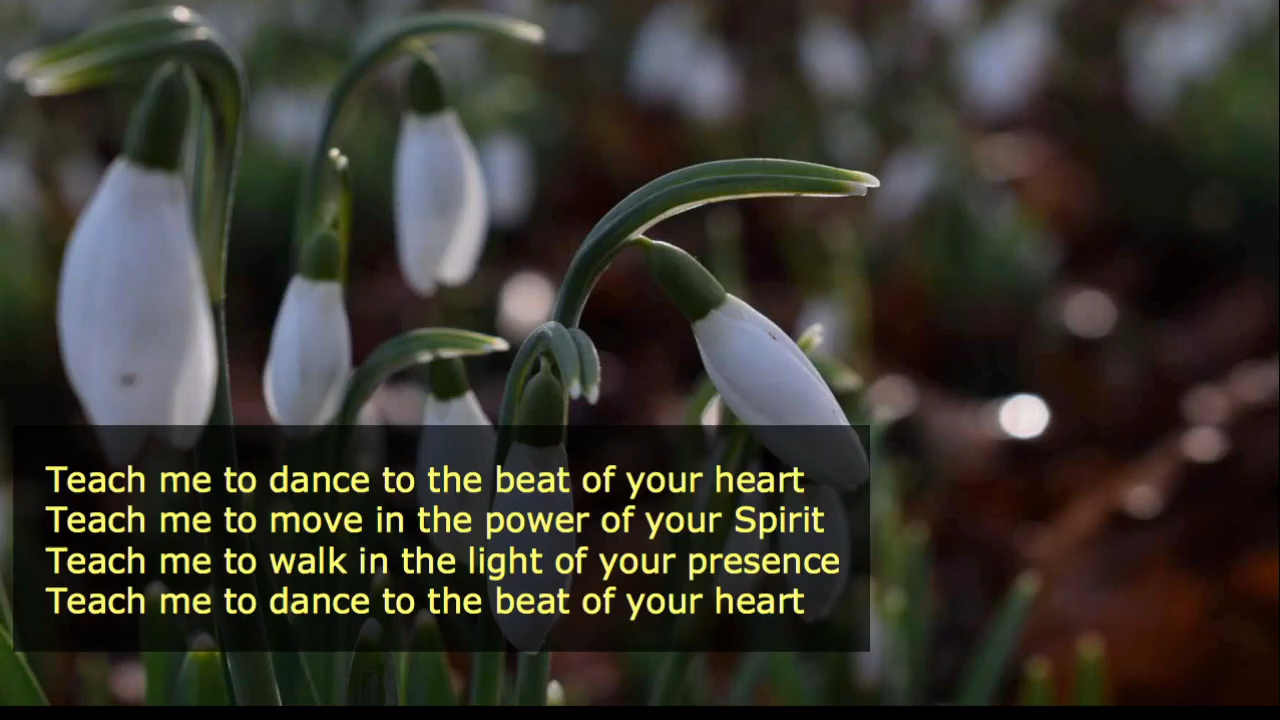 Teach me to dance to the beat of your heart
Teach me to move in the power of your Spirit
Teach me to walk in the light of your presence
Teach me to dance to the beat of your heart